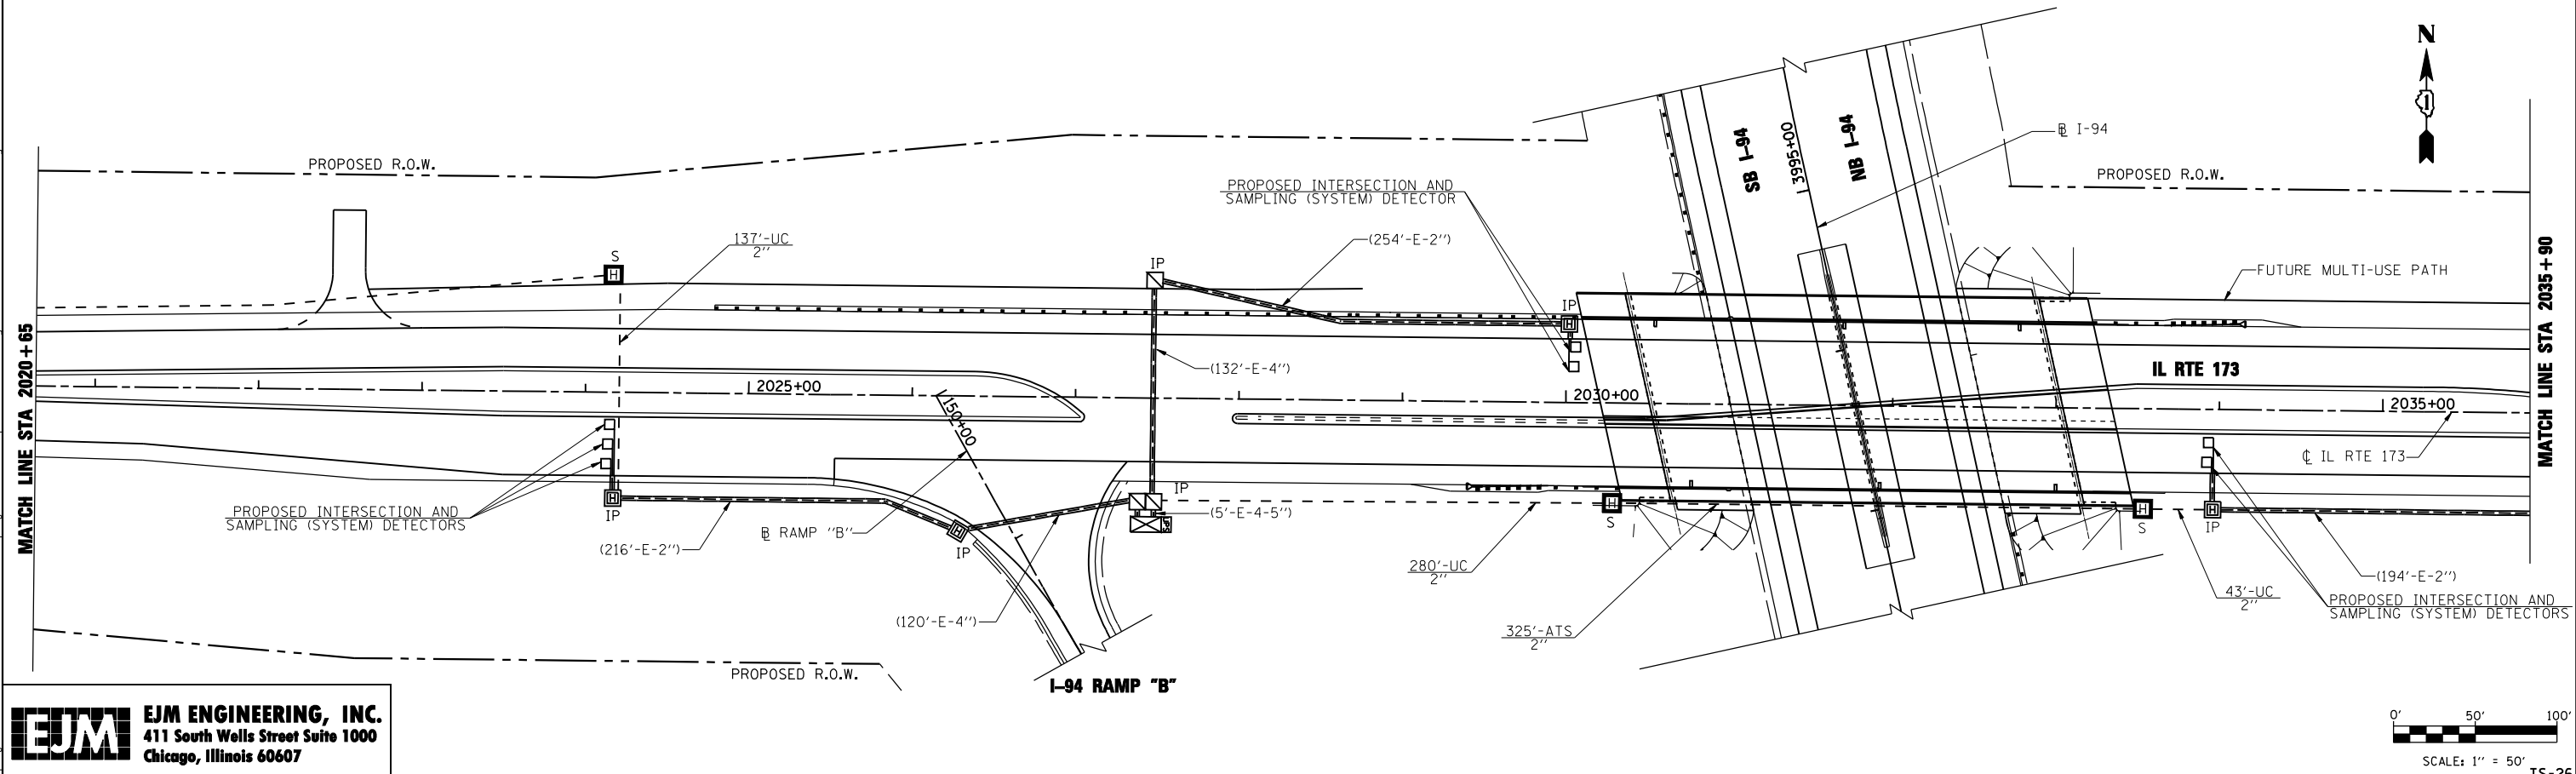 N
1
PROPOSED R.O.W.
PROPOSED R.O.W.
SB I-94
3995+00
NB I-94
B I-94
PROPOSED INTERSECTION AND
SAMPLING (SYSTEM) DETECTOR
(254'-E-2")
137'-UC
2"
S
H
IP
IP
H
FUTURE MULTI-USE PATH
MATCH LINE STA 2020+65
(132'-E-4")
IL RTE 173
2025+00
2030+00
2035+00
MATCH LINE STA 2035+90
150+00
℄ IL RTE 173
PROPOSED INTERSECTION AND
SAMPLING (SYSTEM) DETECTORS
H
IP
(216'-E-2")
B RAMP "B"
H
IP
IP
(5'-E-4-5")
(120'-E-4")
280'-UC
2"
H
S
325'-ATS
2"
H
S
H
IP
43'-UC
2"
(194'-E-2")
PROPOSED INTERSECTION AND
SAMPLING (SYSTEM) DETECTORS
PROPOSED R.O.W.
I-94 RAMP "B"
EJM
EJM ENGINEERING, INC.
411 South Wells Street Suite 1000
Chicago, Illinois 60607
0' 50' 100'
SCALE: 1" = 50'
TS-26